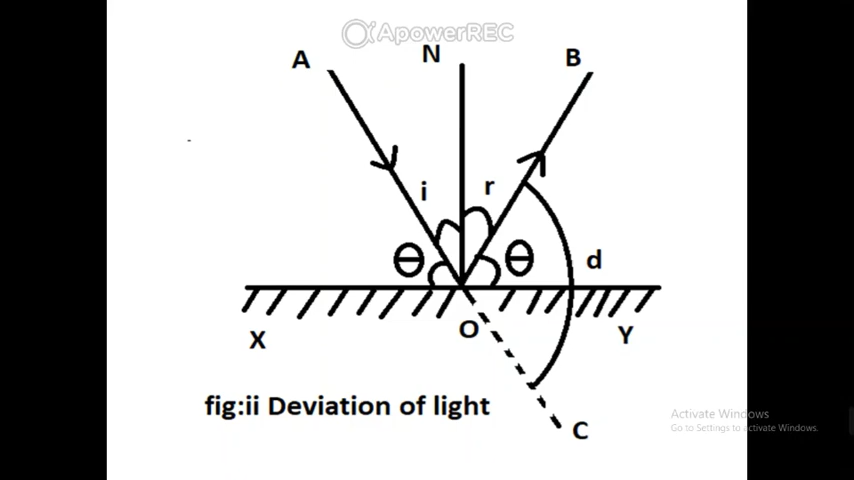 ApowerREC
A
N
B
i
r
θ
θ
d
X
O
Y
fig:ii Deviation of light
C
Activate Windows
Go to Settings to activate Windows.